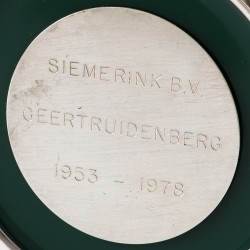 SIEMERINK B.V.
GEERTRUIDENBERG
1953 - 1978